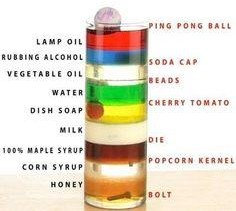 PING PONG BALL
LAMP OIL
RUBBING ALCOHOL
SODA CAP
VEGETABLE OIL
BEADS
WATER
CHERRY TOMATO
DISH SOAP
MILK
DIE
100% MAPLE SYRUP
POPCORN KERNEL
CORN SYRUP
HONEY
BOLT